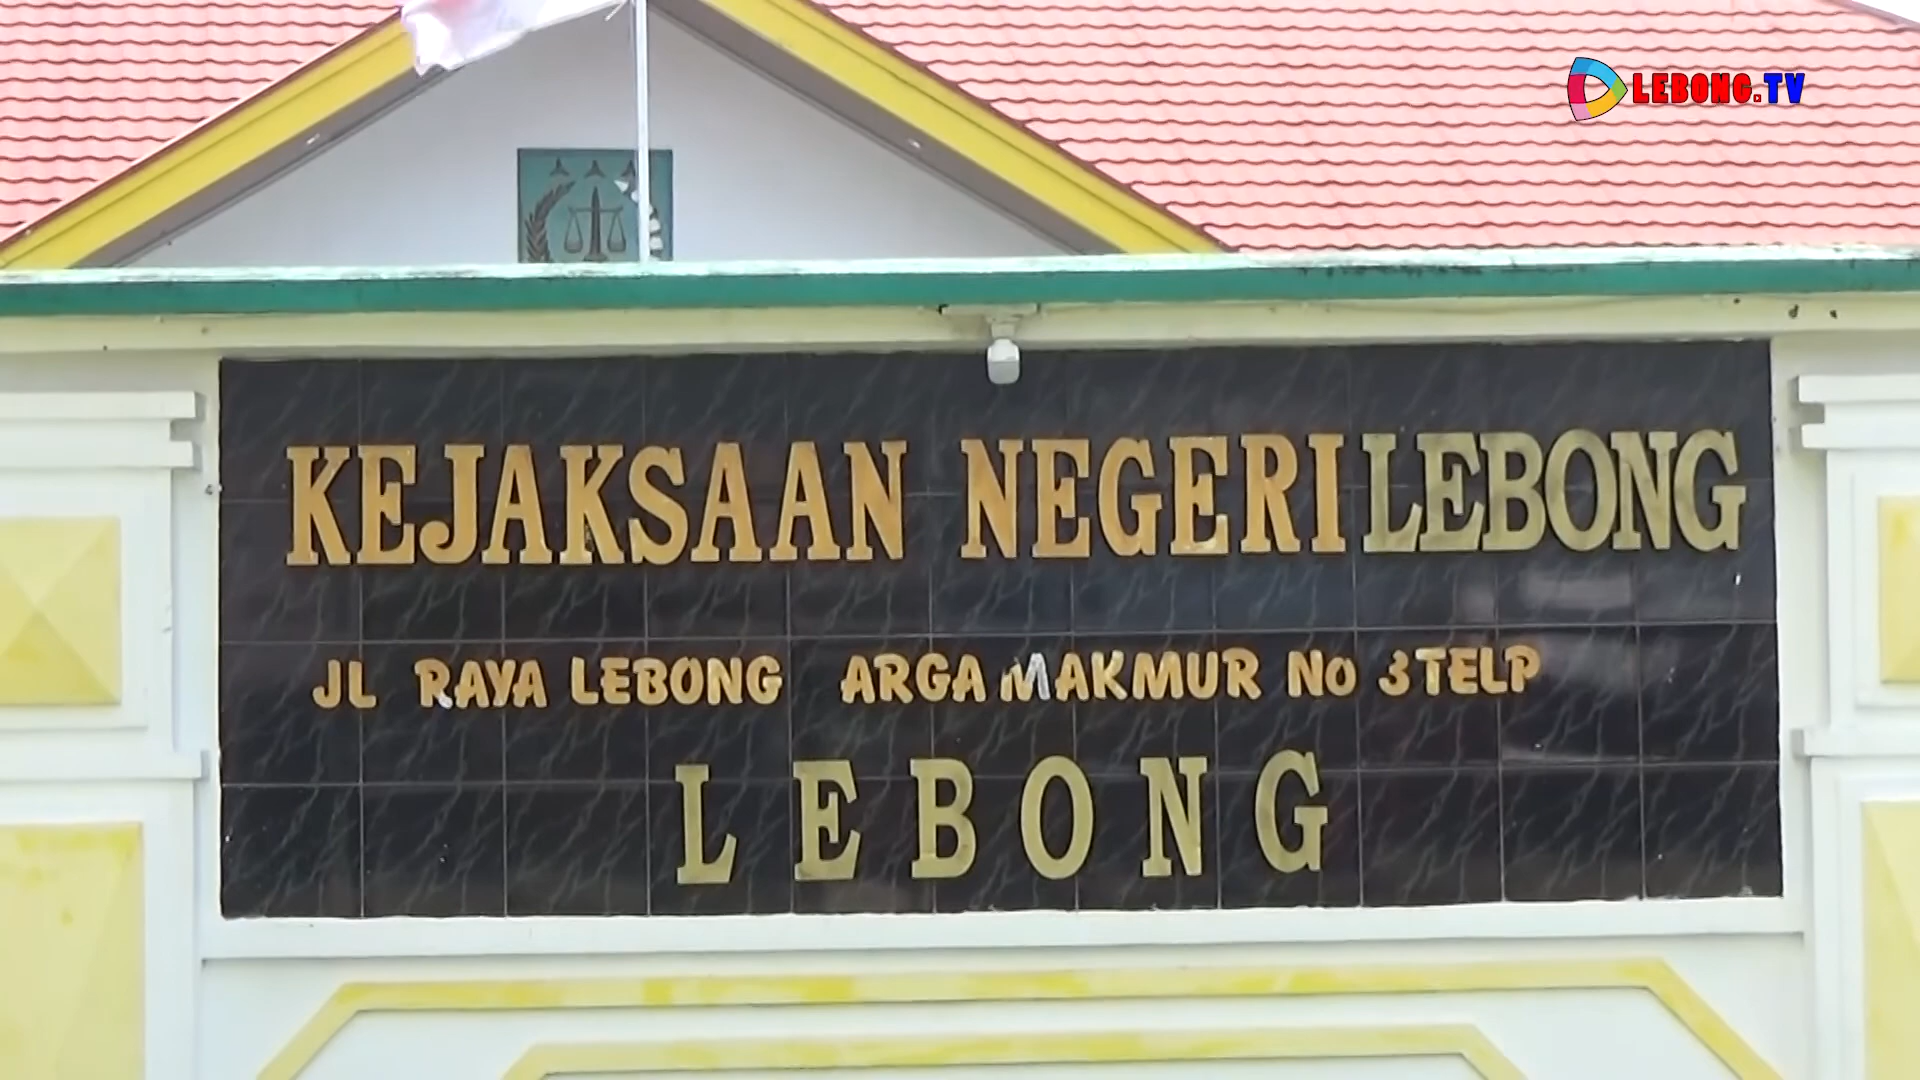 LEBONG.TV
KEJAKSAAN NEGERI LEBONG
JL RAYA LEBONG ARGA MAKMUR No 3 TELP
LEBONG